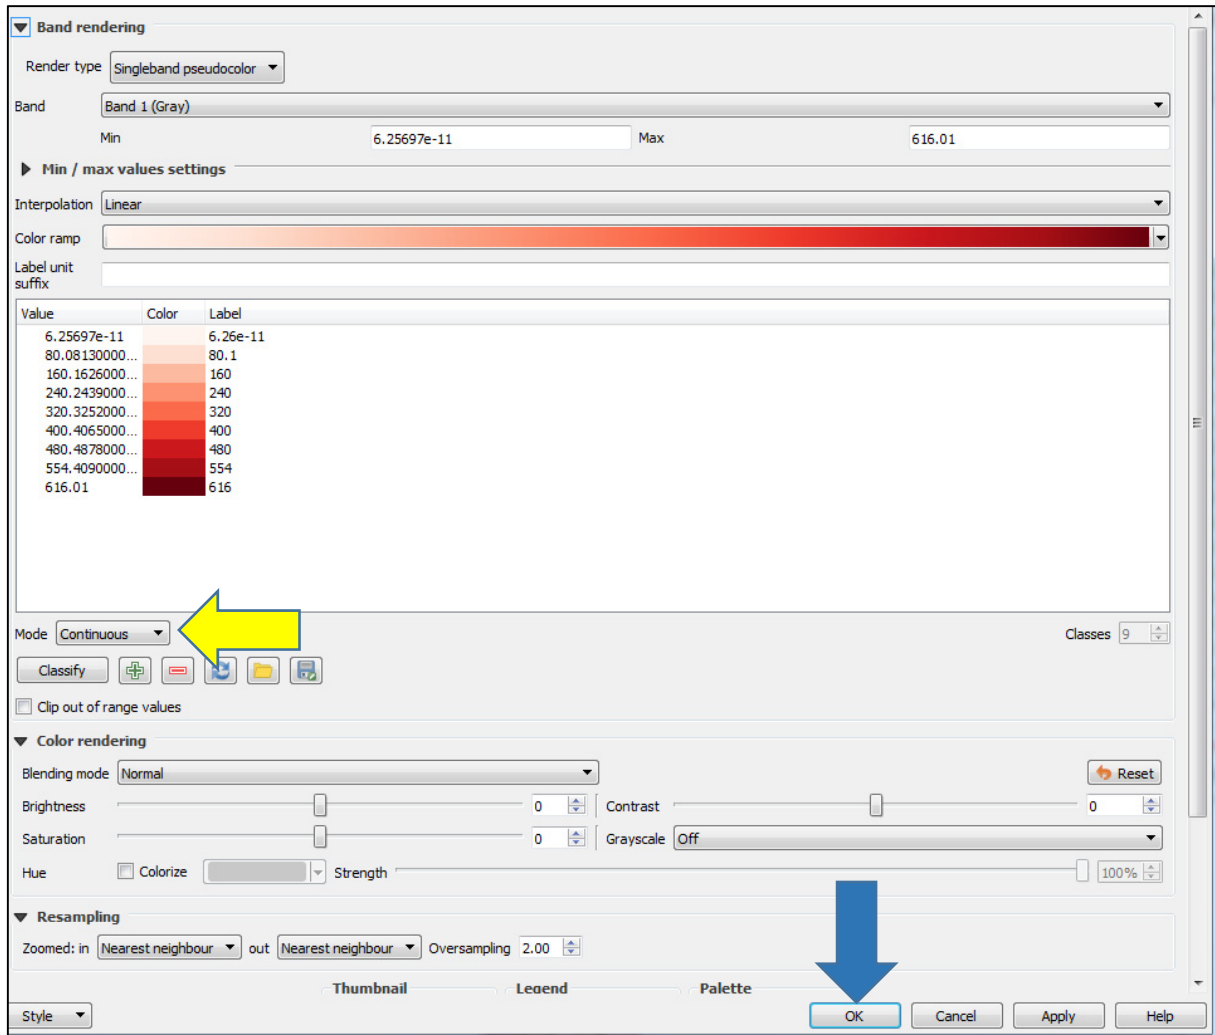 Band rendering
Render type Singleband pseudocolor
Band Band 1 (Gray)
Min 6.25697e-11 Max 616.01
Min / max values settings
Interpolation Linear
Color ramp
Label unit
suffix
Value Color Label
6.25697e-11 6.26e-11
80.08130000... 80.1
160.1626000... 160
240.2439000... 240
320.3252000... 320
400.4065000... 400
480.4878000... 480
554.4090000... 554
616.01 616
Mode Continuous Classes 9
Classify
Clip out of range values
Color rendering
Blending mode Normal Reset
Brightness 0 Contrast 0
Saturation 0 Grayscale Off
Hue Colorize Strength 100%
Resampling
Zoomed: in Nearest neighbour out Nearest neighbour Oversampling 2.00
Thumbnail Legend Palette
Style OK Cancel Apply Help